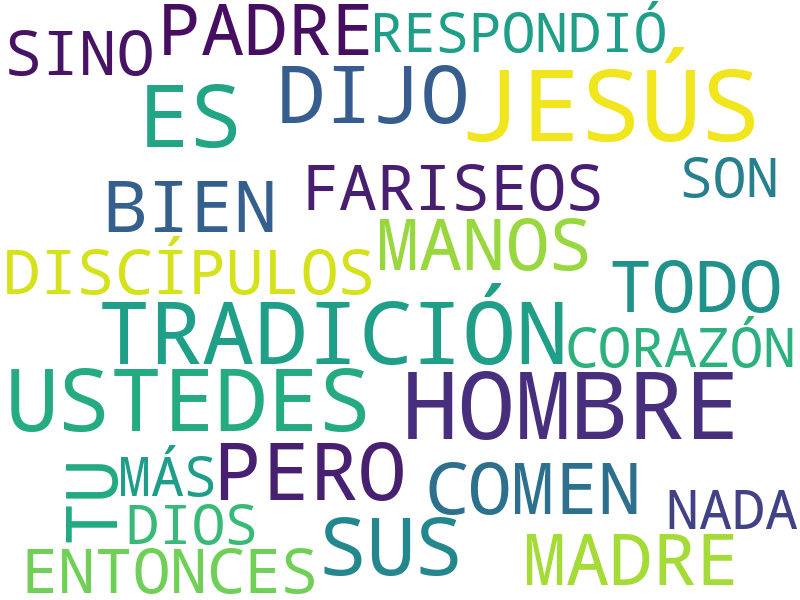 SINO PADRE RESPONDIÓ
ES DIJO JESÚS
BIEN FARISEOS SON
DISCÍPULOS MANOS TODO
TRADICIÓN CORAZÓN
USTEDES HOMBRE
TU MÁS PERO COMEN NADA
DIOS SUS MADRE
ENTONCES